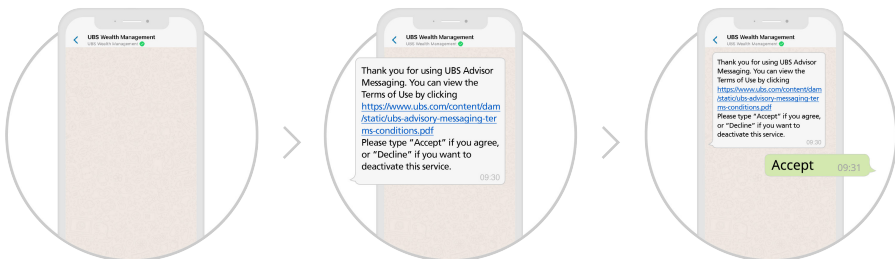 UBS Wealth Management
UBS Wealth Management
UBS Wealth Management
UBS Wealth Management
Thank you for using UBS Advisor
Messaging. You can view the
Terms of Use by clicking
https://www.ubs.com/content/dam
/static/ubs-advisory-messaging-ter
ms-conditions.pdf
Please type “Accept” if you agree,
or “Decline” if you want to
deactivate this service.
09:30
UBS Wealth Management
UBS Wealth Management
Thank you for using UBS Advisor
Messaging. You can view the
Terms of Use by clicking
https://www.ubs.com/content/dam
/static/ubs-advisory-messaging-ter
ms-conditions.pdf
Please type “Accept” if you agree,
or “Decline” if you want to
deactivate this service.
09:30
Accept 09:31